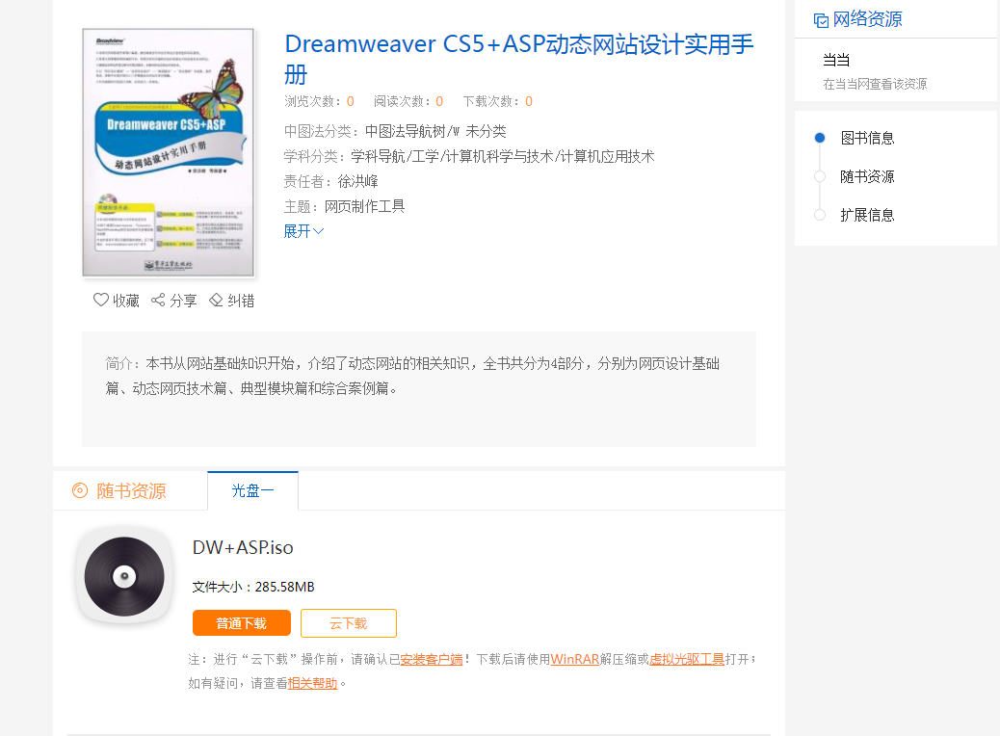 Dreamweaver CS5+ASP动态网站设计实用手
册
浏览次数：0 阅读次数：0 下载次数：0
中图法分类：中图法导航树/W 未分类
学科分类：学科导航/工学/计算机科学与技术/计算机应用技术
责任者：徐洪峰
主题：网页制作工具
展开
Broadview
Dreamweaver CS5+ASP
动态网站设计实用手册
电子工业出版社
收藏 分享 纠错
简介：本书从网站基础知识开始，介绍了动态网站的相关知识，全书共分为4部分，分别为网页设计基础
篇、动态网页技术篇、典型模块篇和综合案例篇。
随书资源 光盘一
DW+ASP.iso
文件大小：285.58MB
普通下载 云下载
注：进行“云下载”操作前，请确认已安装客户端！下载后请使用WinRAR解压缩或虚拟光驱工具打开；
如有疑问，请查看相关帮助。
网络资源
当当
在当当网查看该资源
图书信息
随书资源
扩展信息